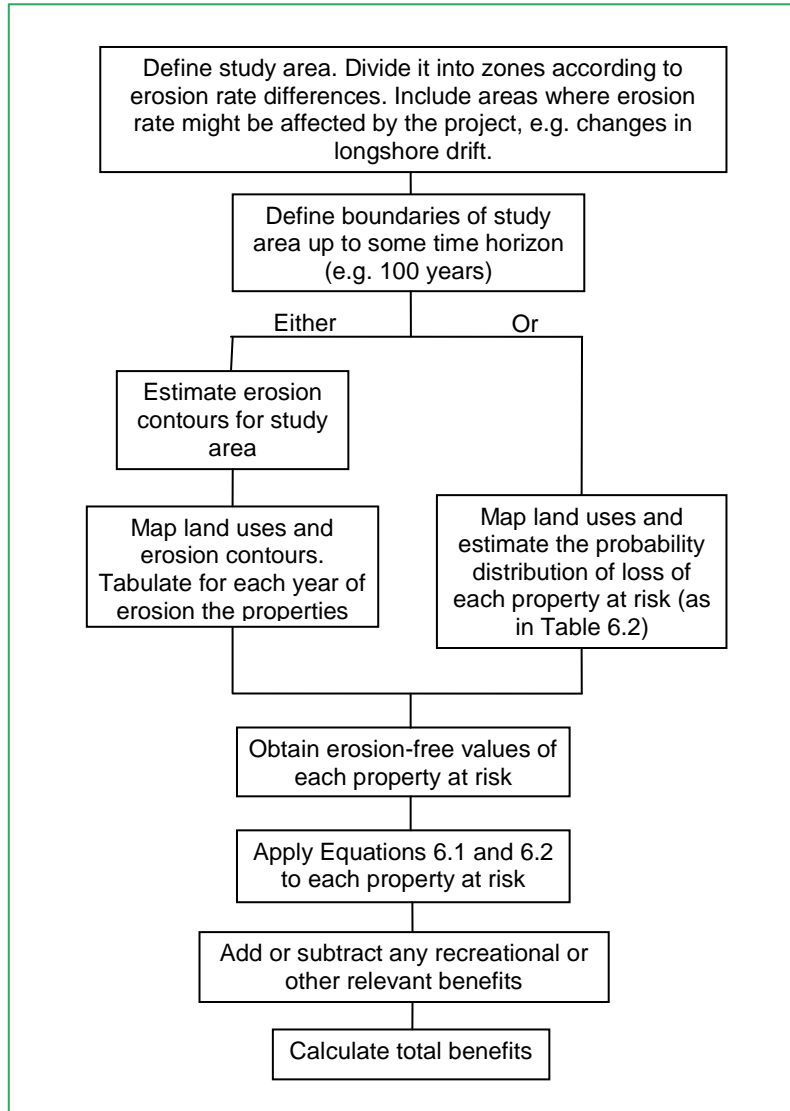 Define study area. Divide it into zones according to
erosion rate differences. Include areas where erosion
rate might be affected by the project, e.g. changes in
longshore drift.
Define boundaries of study
area up to some time horizon
(e.g. 100 years)
Either
Or
Estimate erosion
contours for study
area
Map land uses and
erosion contours.
Tabulate for each year of
erosion the properties
Map land uses and
estimate the probability
distribution of loss of
each property at risk (as
in Table 6.2)
Obtain erosion-free values of
each property at risk
Apply Equations 6.1 and 6.2
to each property at risk
Add or subtract any recreational or
other relevant benefits
Calculate total benefits